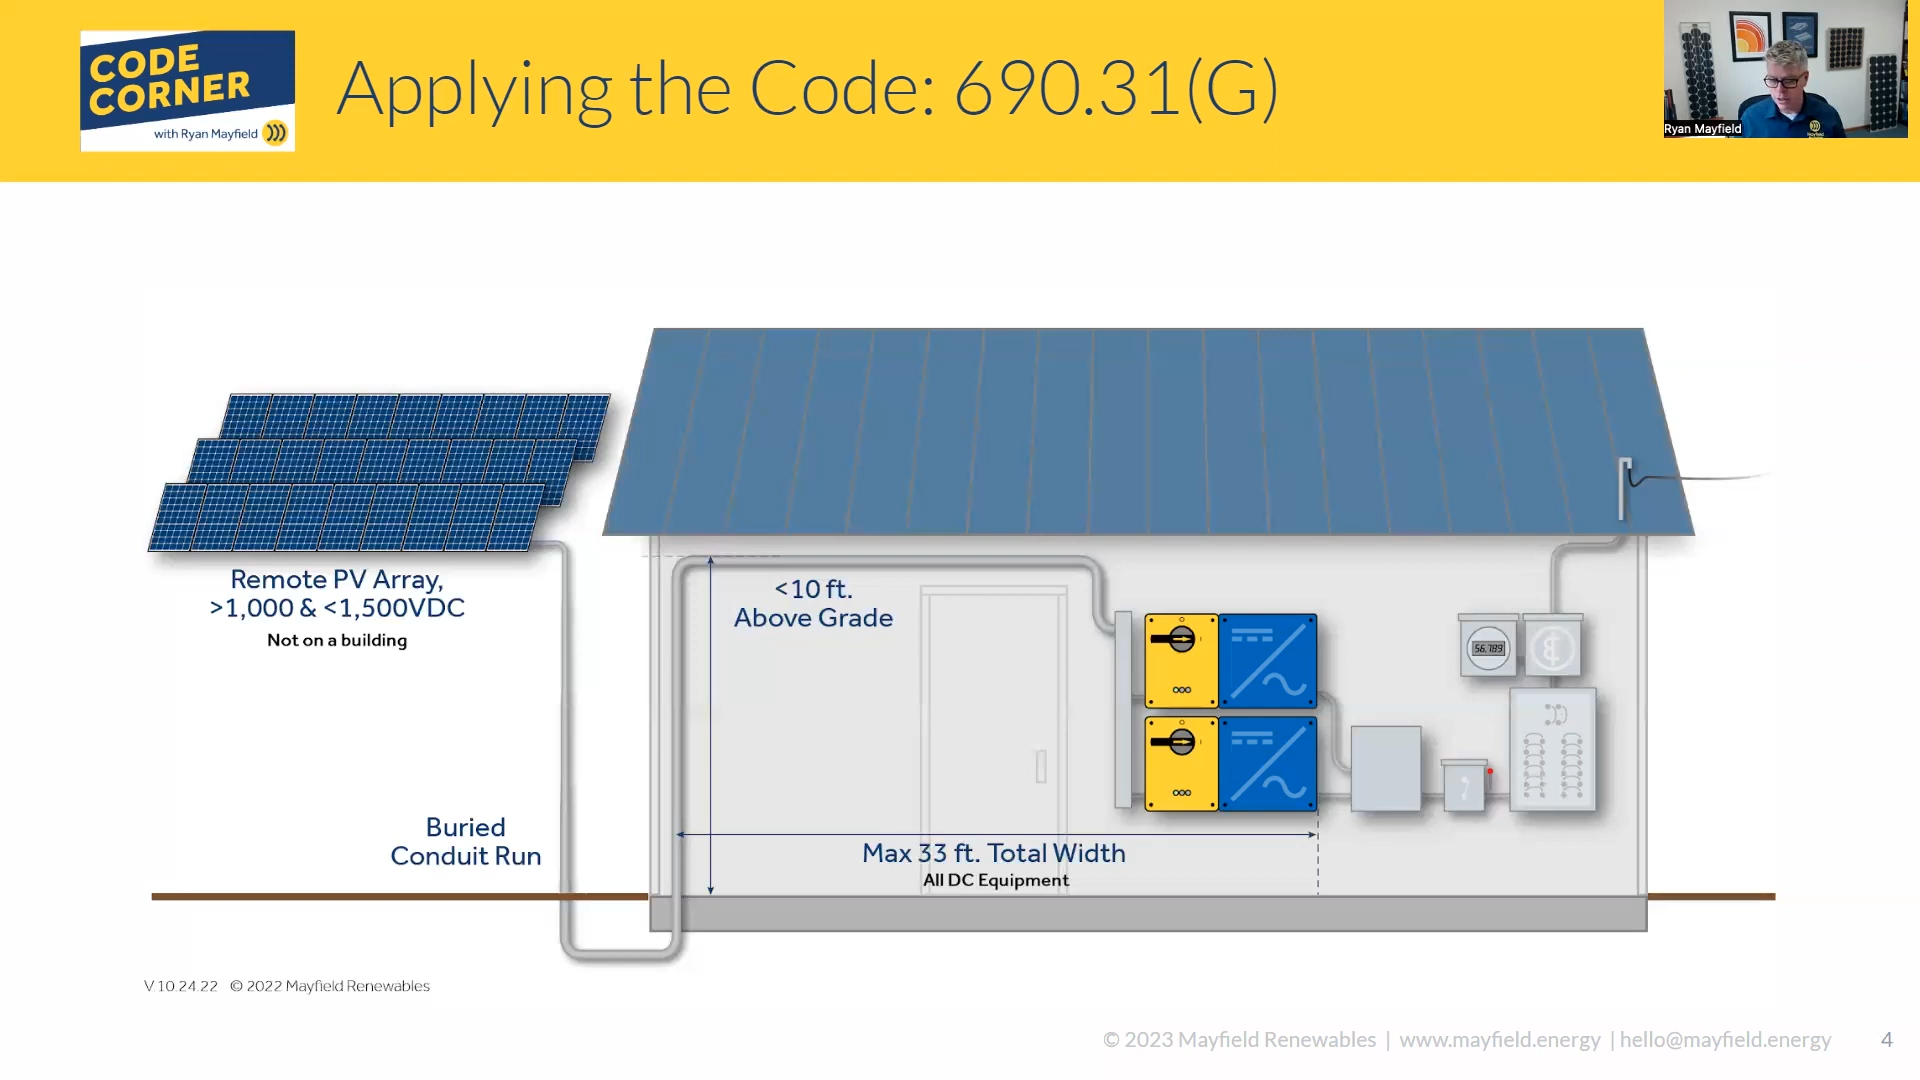 CODE
CORNER
with Ryan Mayfield
Applying the Code: 690.31(G)
Ryan Mayfield
Remote PV Array,
>1,000 & <1,500VDC
Not on a building
<10 ft.
Above Grade
56,789
Buried
Conduit Run
Max 33 ft. Total Width
All DC Equipment
V.10.24.22 © 2022 Mayfield Renewables
© 2023 Mayfield Renewables | www.mayfield.energy | hello@mayfield.energy 4